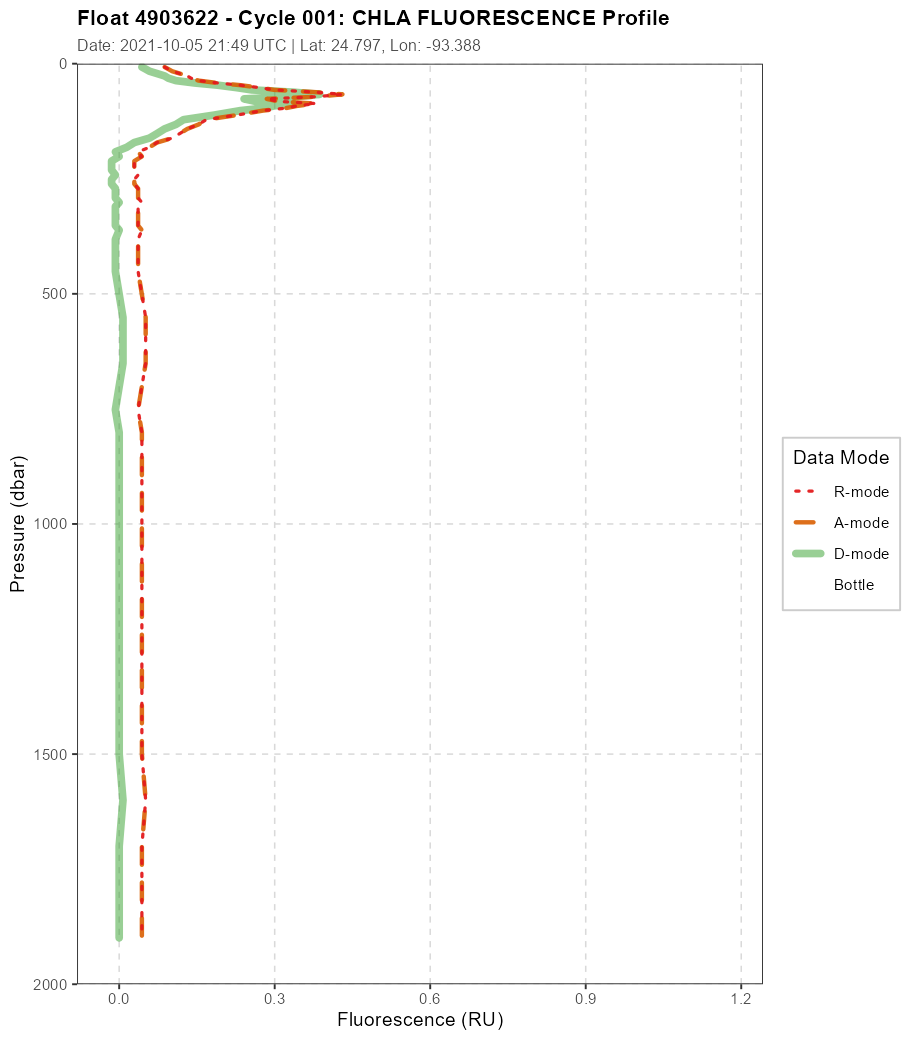 Float 4903622 - Cycle 001: CHLA FLUORESCENCE Profile
Date: 2021-10-05 21:49 UTC | Lat: 24.797, Lon: -93.388
0
500
1000
1500
2000
Pressure (dbar)
0.0
0.3
0.6
0.9
1.2
Fluorescence (RU)
Data Mode
R-mode
A-mode
D-mode
Bottle